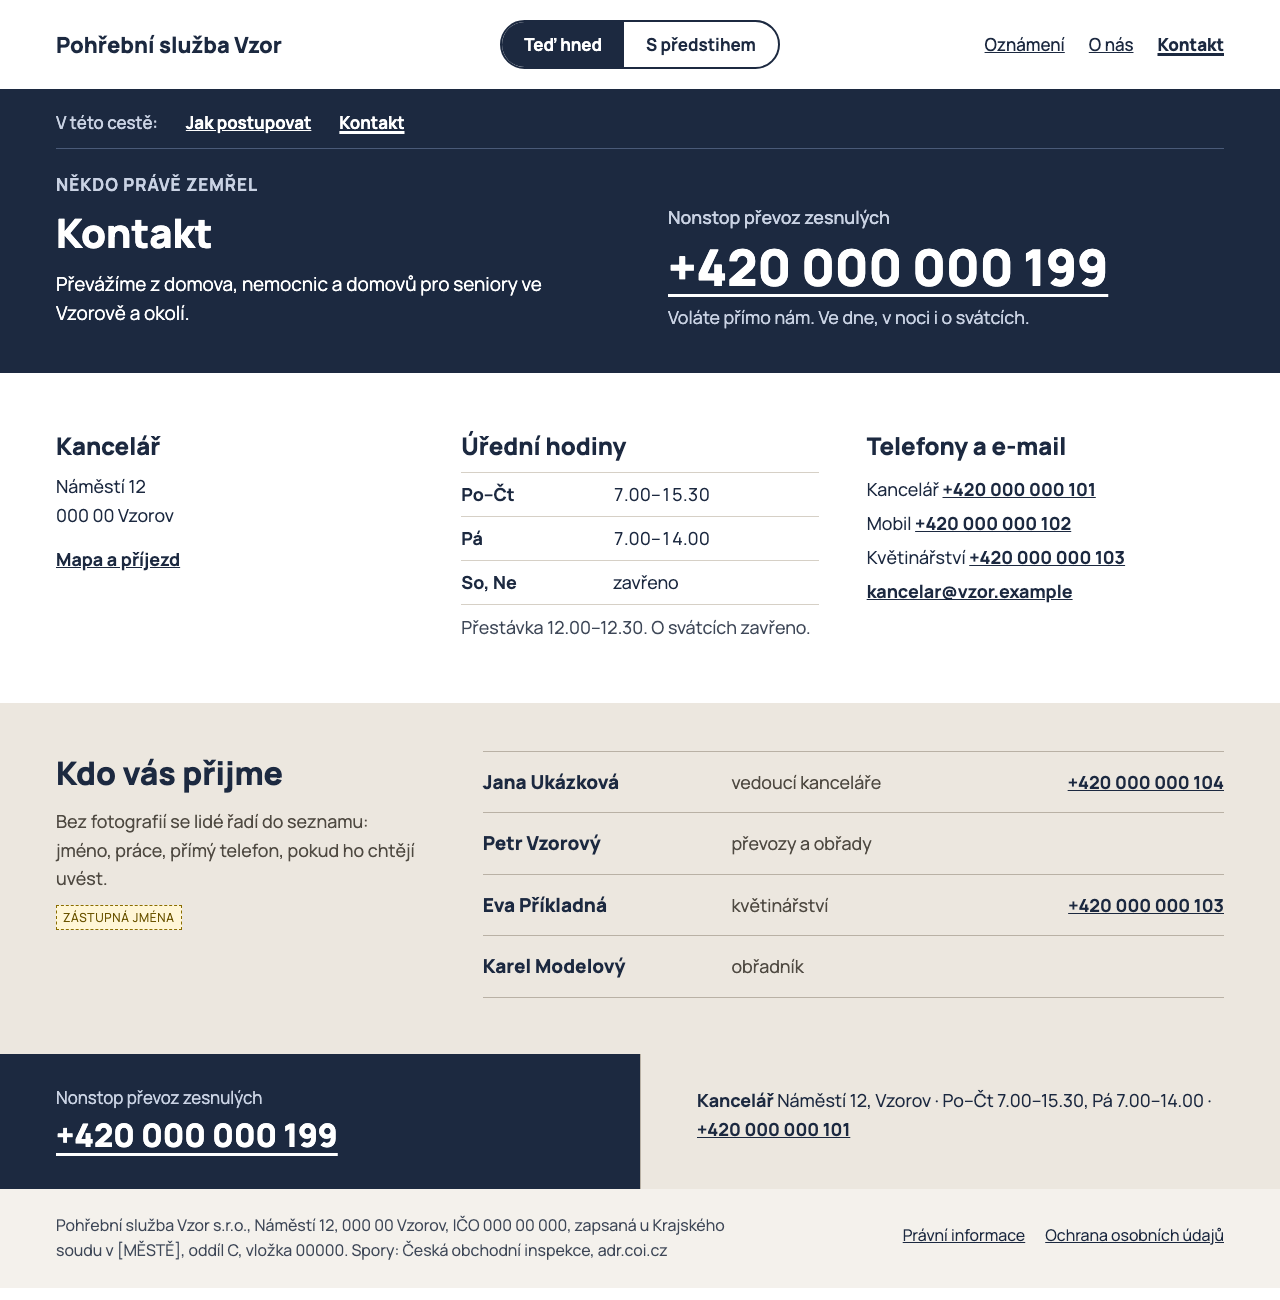 Pohřební služba Vzor
Teď hned
S předstihem
Oznámení
O nás
Kontakt
V této cestě:
Jak postupovat
Kontakt
NĚKDO PRÁVĚ ZEMŘEL
Kontakt
Převážíme z domova, nemocnic a domovů pro seniory ve
Vzorově a okolí.
Nonstop převoz zesnulých
+420 000 000 199
Voláte přímo nám. Ve dne, v noci i o svátcích.
Kancelář
Náměstí 12
000 00 Vzorov
Mapa a příjezd
Úřední hodiny
Po–Čt 7.00–15.30
Pá 7.00–14.00
So, Ne zavřeno
Přestávka 12.00–12.30. O svátcích zavřeno.
Telefony a e-mail
Kancelář +420 000 000 101
Mobil +420 000 000 102
Květinářství +420 000 000 103
kancelar@vzor.example
Kdo vás přijme
Bez fotografií se lidé řadí do seznamu:
jméno, práce, přímý telefon, pokud ho chtějí
uvést.
ZÁSTUPNÁ JMÉNA
Jana Ukázková vedoucí kanceláře +420 000 000 104
Petr Vzorový převozy a obřady
Eva Příkladná květinářství +420 000 000 103
Karel Modelový obřadník
Nonstop převoz zesnulých
+420 000 000 199
Kancelář Náměstí 12, Vzorov · Po–Čt 7.00–15.30, Pá 7.00–14.00 ·
+420 000 000 101
Pohřební služba Vzor s.r.o., Náměstí 12, 000 00 Vzorov, IČO 000 00 000, zapsaná u Krajského
soudu v [MĚSTĚ], oddíl C, vložka 00000. Spory: Česká obchodní inspekce, adr.coi.cz
Právní informace
Ochrana osobních údajů